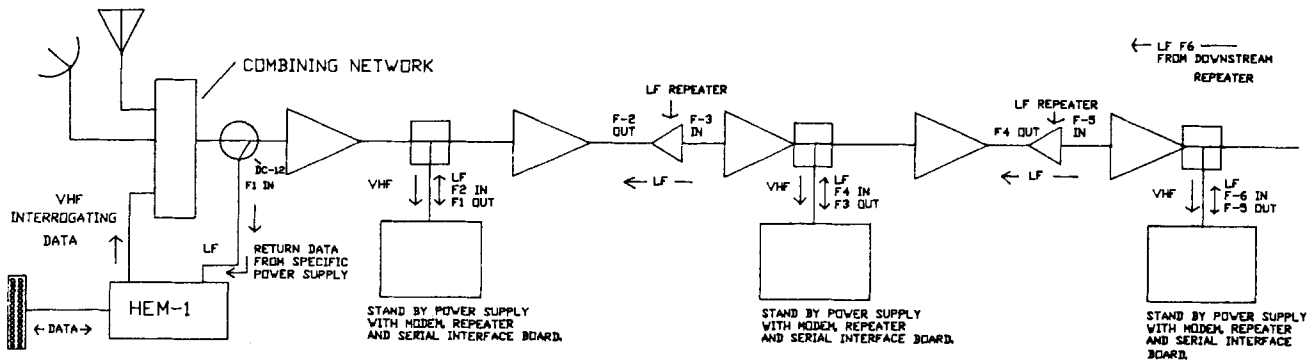 COMBINING NETWORK
DC-12
F1 IN
VHF
INTERROGATING
DATA
LF
RETURN DATA
FROM SPECIFIC
POWER SUPPLY
HEM-1
←DATA→
VHF
LF
F2 IN
F1 OUT
STAND BY POWER SUPPLY
WITH MODEM, REPEATER
AND SERIAL INTERFACE BOARD.
F-2
OUT
LF REPEATER
F-3
IN
←LF—
VHF
LF
F4 IN
F3 OUT
STAND BY POWER SUPPLY
WITH MODEM, REPEATER
AND SERIAL INTERFACE BOARD.
F4 OUT
LF REPEATER
F-5
IN
←LF—
← LF F6 —
FROM DOWNSTREAM
REPEATER
VHF
LF
F-6 IN
F-5 OUT
STAND BY POWER SUPPLY
WITH MODEM, REPEATER
AND SERIAL INTERFACE
BOARD.